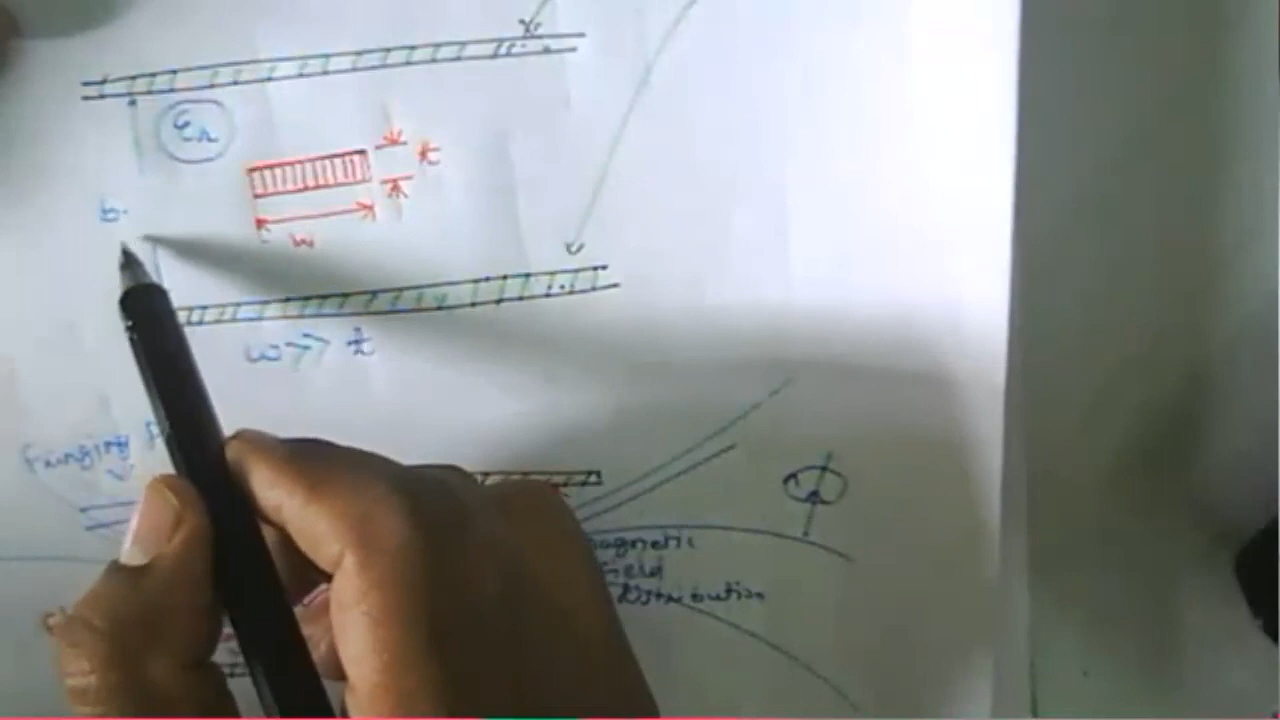 εr
t
b
w
w >> t
Fringing
magnetic
Field
Distribution